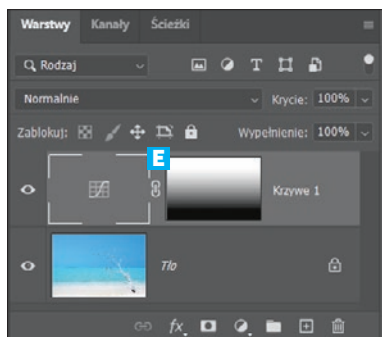 Warstwy Kanały Ścieżki
Rodzaj T
Normalnie Krycie: 100%
Zablokuj: Wypełnienie: 100%
E
Krzywe 1
Tło
fx